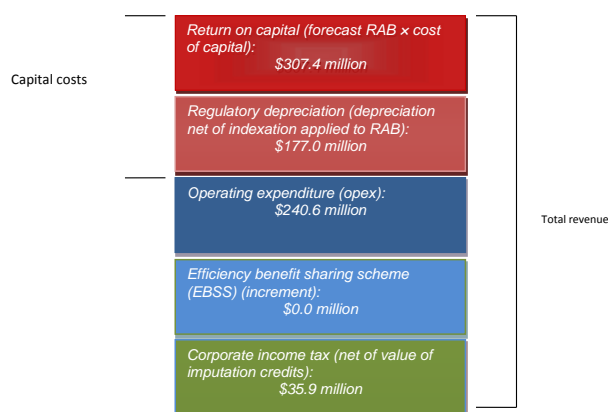 Return on capital (forecast RAB × cost
of capital):
$307.4 million
Capital costs
Regulatory depreciation (depreciation
net of indexation applied to RAB):
$177.0 million
Operating expenditure (opex):
$240.6 million
Total revenue
Efficiency benefit sharing scheme
(EBSS) (increment):
$0.0 million
Corporate income tax (net of value of
imputation credits):
$35.9 million